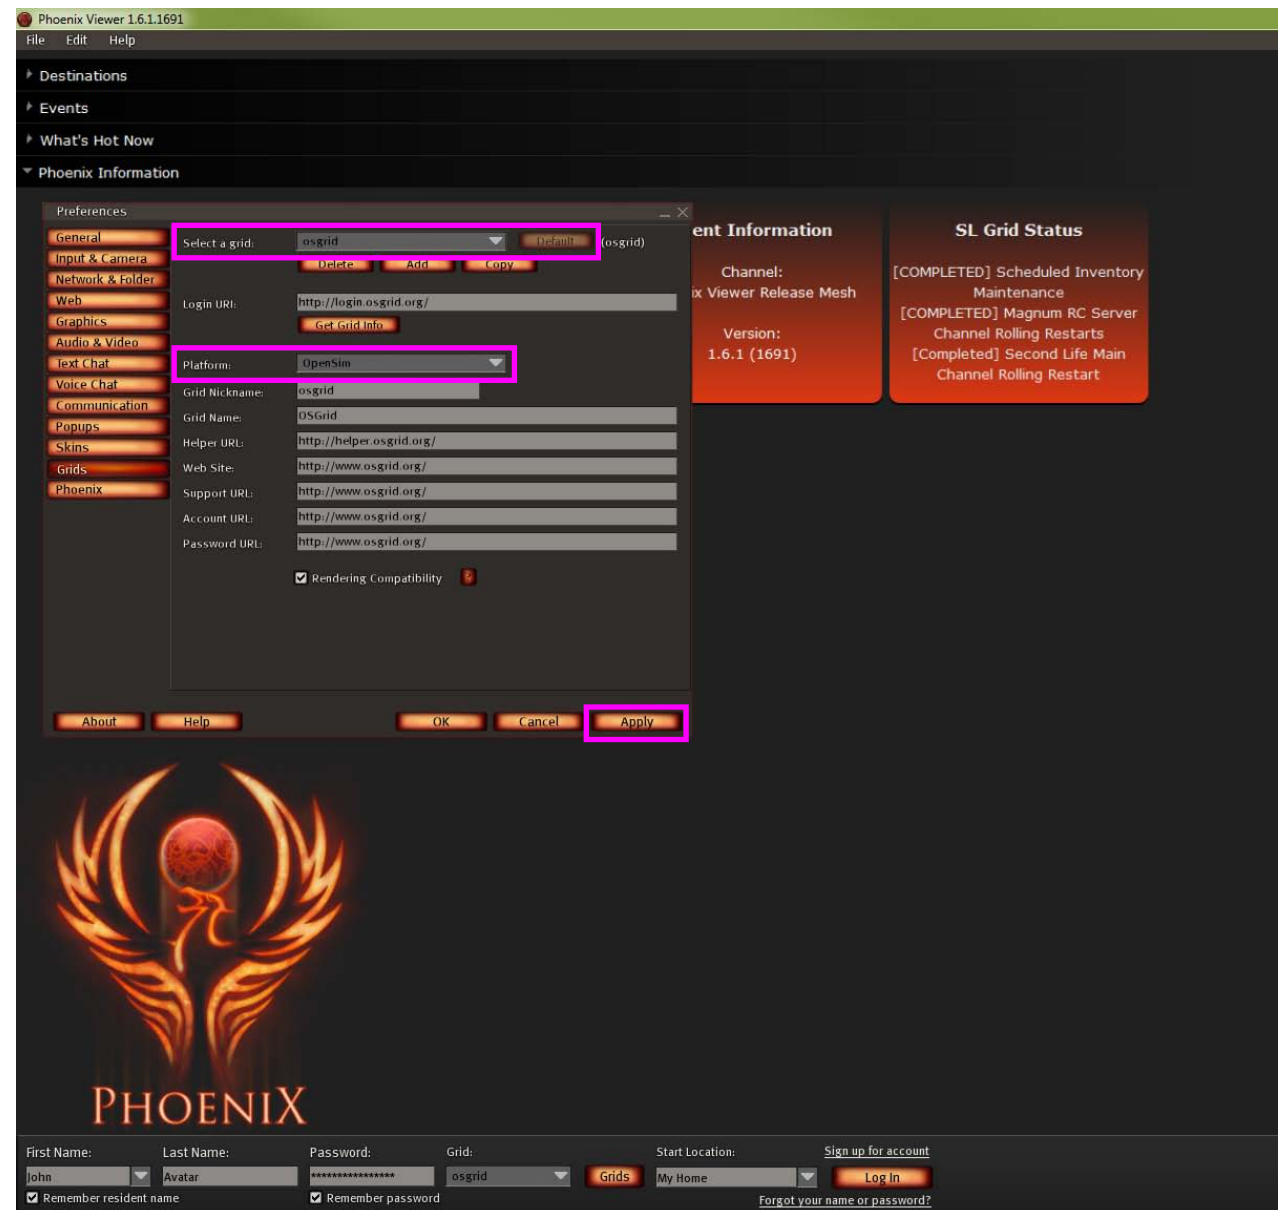 Phoenix Viewer 1.6.1.1691
File Edit Help
Destinations
Events
What's Hot Now
Phoenix Information
Preferences
General
Input & Camera
Network & Folder
Web
Graphics
Audio & Video
Text Chat
Voice Chat
Communication
Popups
Skins
Grids
Phoenix
Select a grid: osgrid Default (osgrid)
Delete Add Copy
Login URI: http://login.osgrid.org/
Get Grid Info
Platform: OpenSim
Grid Nickname: osgrid
Grid Name: OSGrid
Helper URL: http://helper.osgrid.org/
Web Site: http://www.osgrid.org/
Support URL: http://www.osgrid.org/
Account URL: http://www.osgrid.org/
Password URL: http://www.osgrid.org/
Rendering Compatibility
About Help OK Cancel Apply
ent Information
Channel:
ix Viewer Release Mesh
Version:
1.6.1 (1691)
SL Grid Status
[COMPLETED] Scheduled Inventory
Maintenance
[COMPLETED] Magnum RC Server
Channel Rolling Restarts
[Completed] Second Life Main
Channel Rolling Restart
PHOENIX
First Name: Last Name: Password: Grid: Start Location: Sign up for account
John Avatar **************** osgrid Grids My Home Log In
Remember resident name Remember password Forgot your name or password?